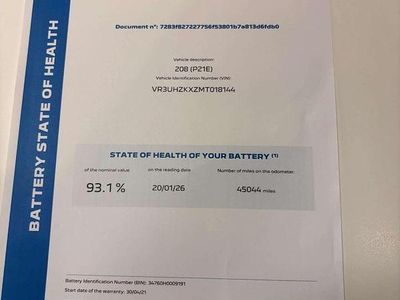 BATTERY STATE OF HEALTH
Document n°: 7283f827227756f53801b7a813d6fdb0
Vehicle description:
208 (P21E)
Vehicle Identification Number (VIN):
VR3UHZKXZMT018144
STATE OF HEALTH OF YOUR BATTERY (1)
of the nominal value
on the reading date
Number of miles on the odometer:
93.1 %
20/01/26
45044 miles
Battery Identification Number (BIN): 34760H0009191
Start date of the warranty: 30/04/21